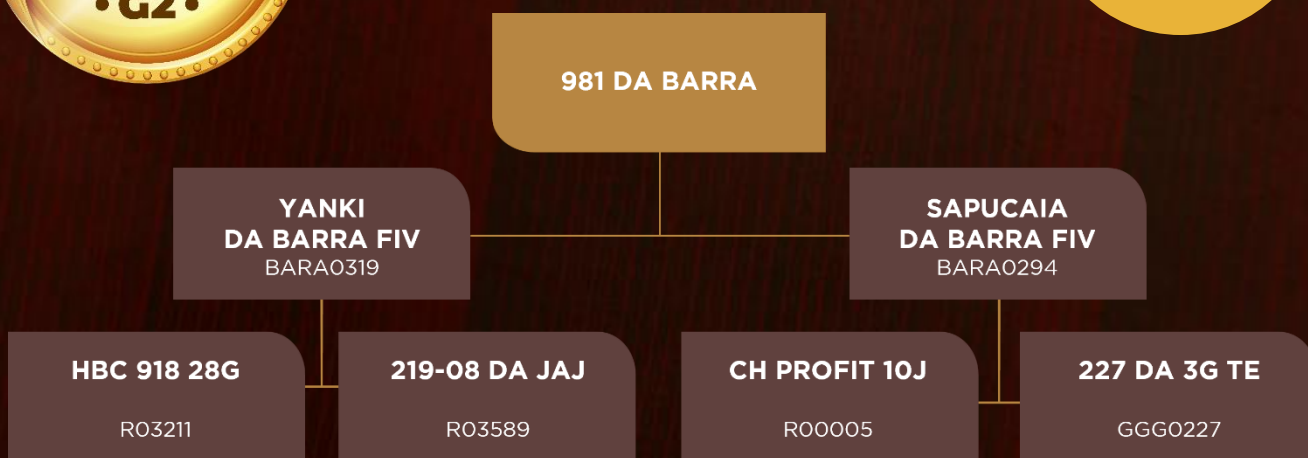 • G2 •
981 DA BARRA
YANKI
DA BARRA FIV
BARA0319
SAPUCAIA
DA BARRA FIV
BARA0294
HBC 918 28G
R03211
219-08 DA JAJ
R03589
CH PROFIT 10J
R00005
227 DA 3G TE
GGG0227